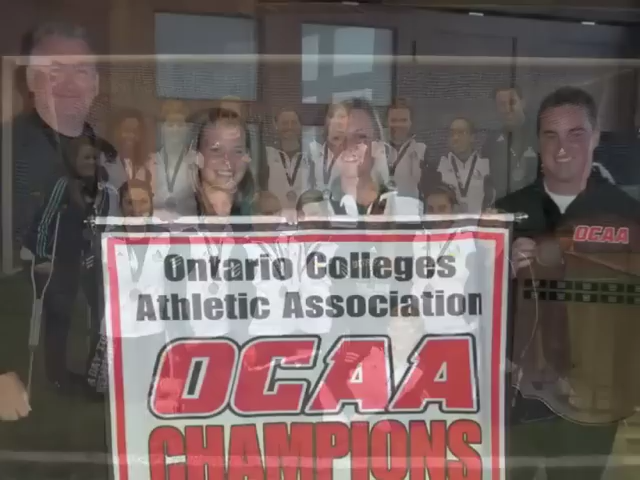 OCAA
Ontario Colleges
Athletic Association
OCAA
CHAMPIONS